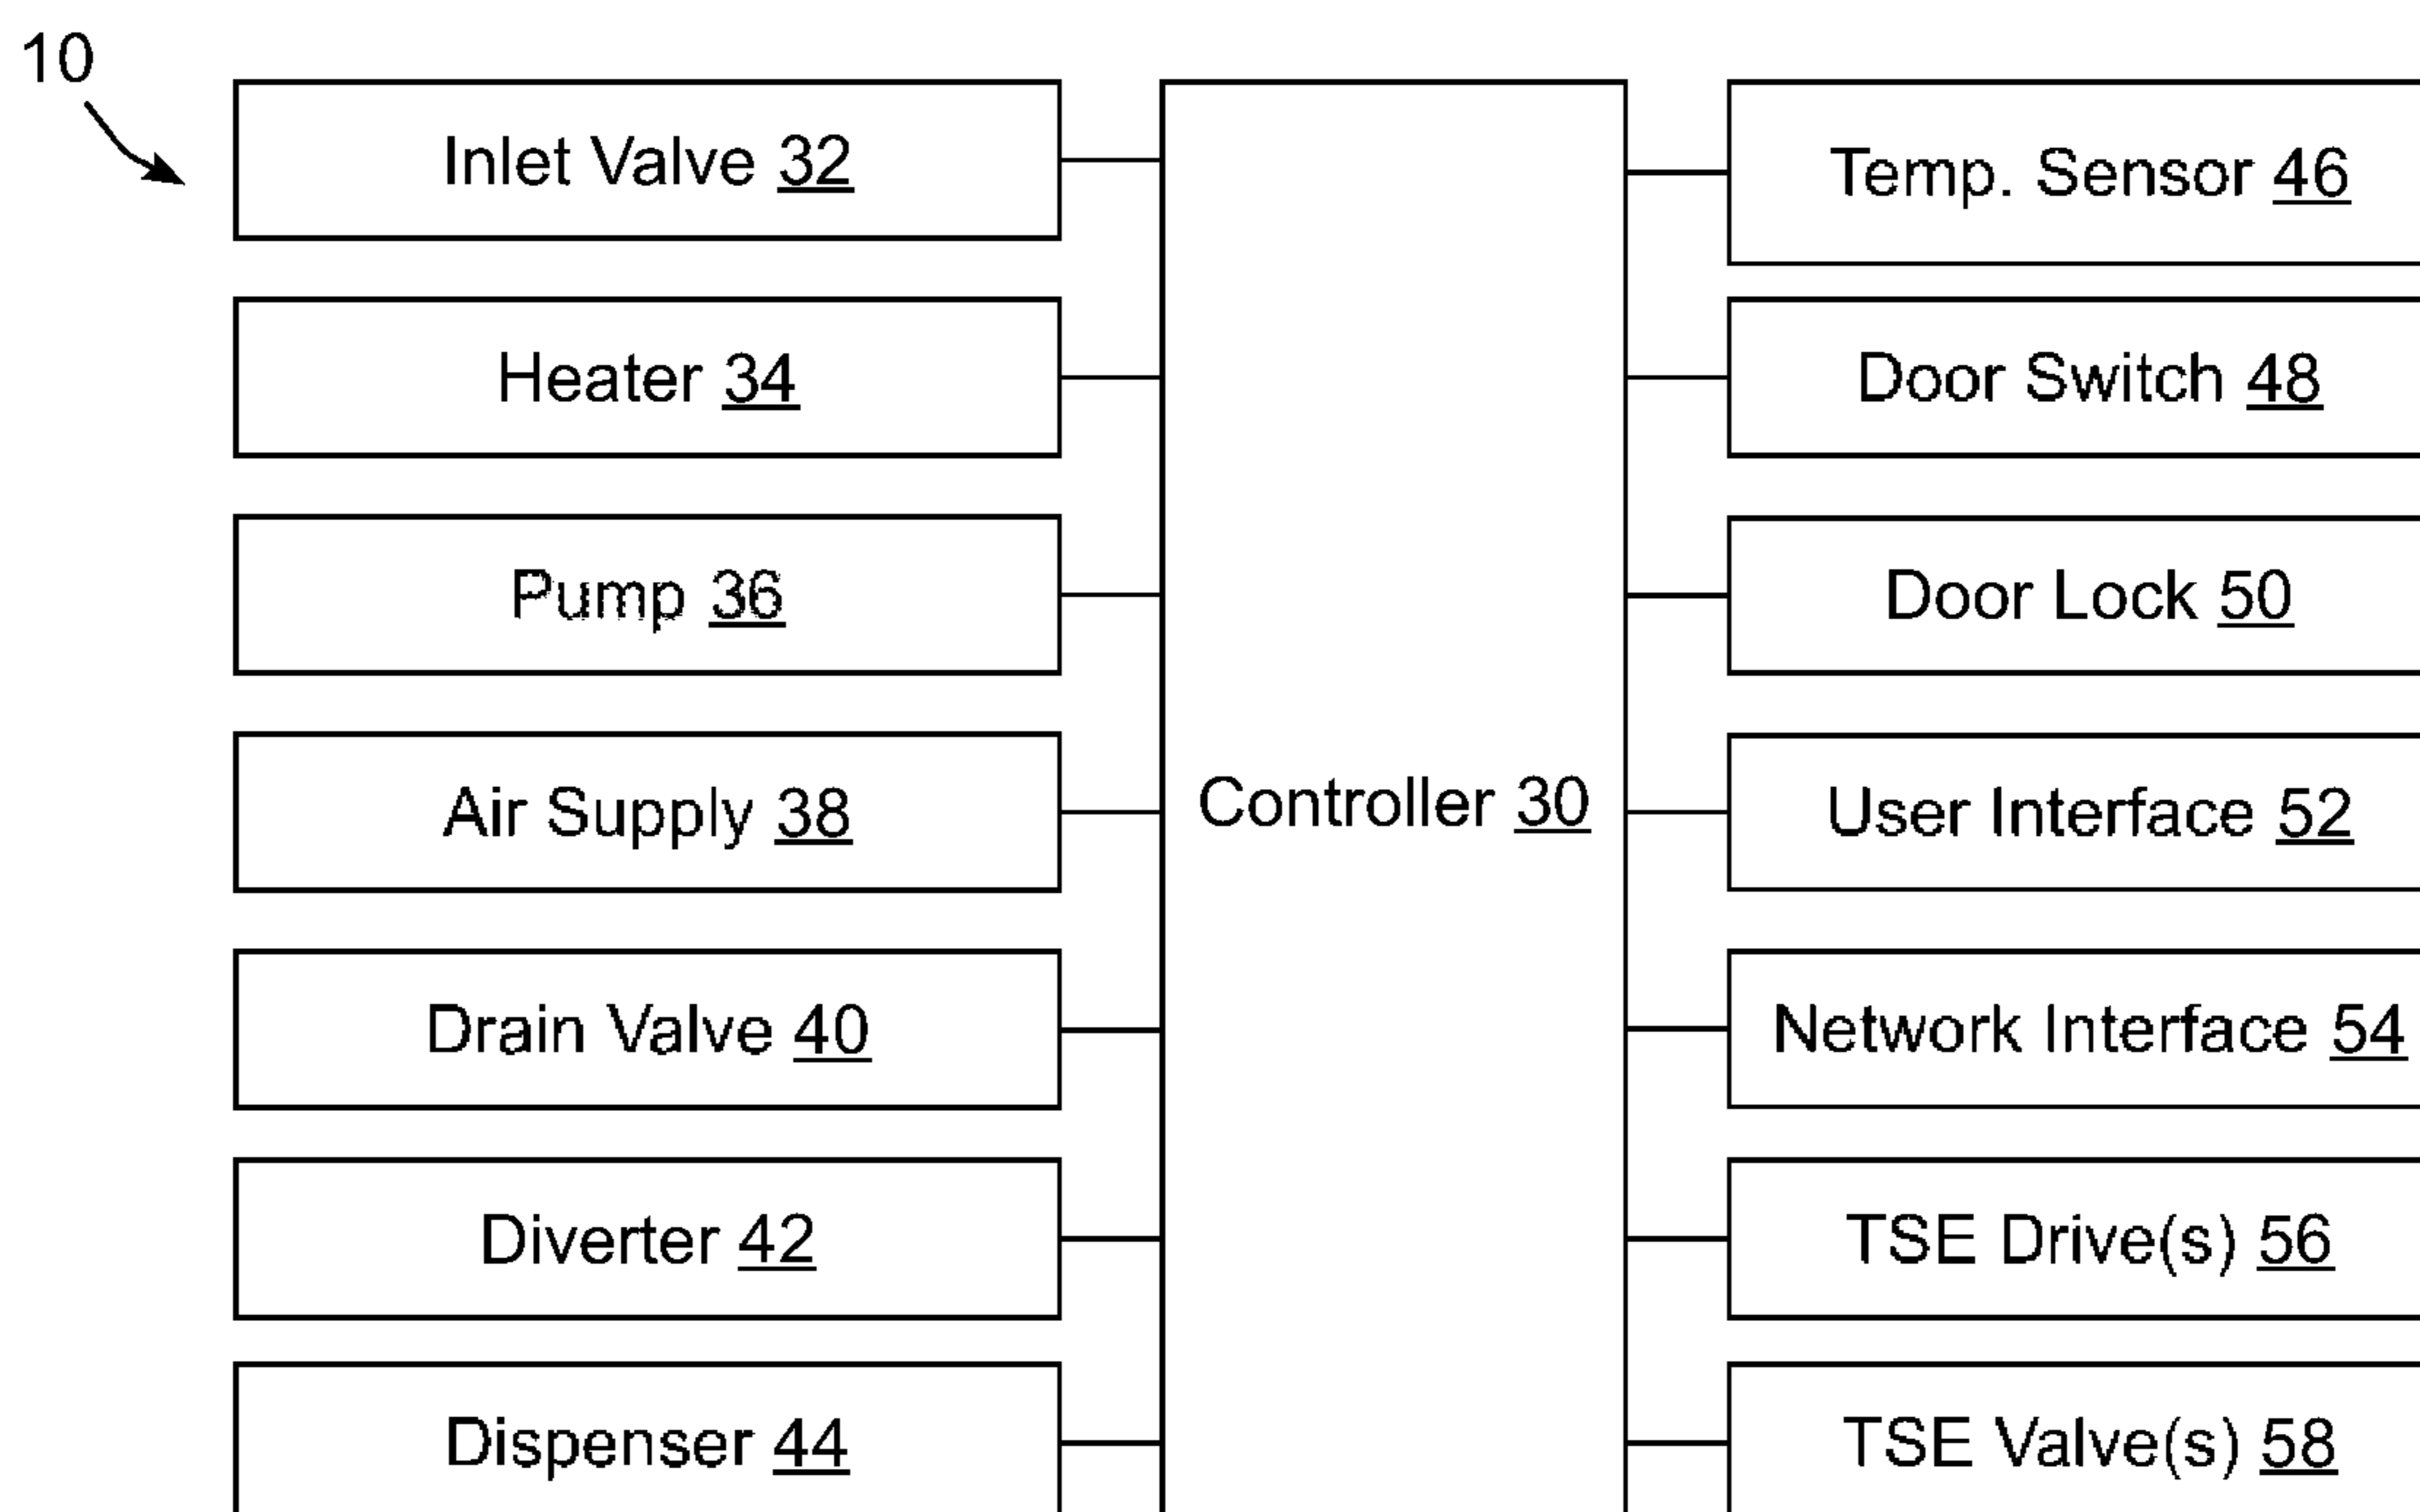 10
Inlet Valve 32
Heater 34
Pump 36
Air Supply 38
Drain Valve 40
Diverter 42
Dispenser 44
Controller 30
Temp. Sensor 46
Door Switch 48
Door Lock 50
User Interface 52
Network Interface 54
TSE Drive(s) 56
TSE Valve(s) 58